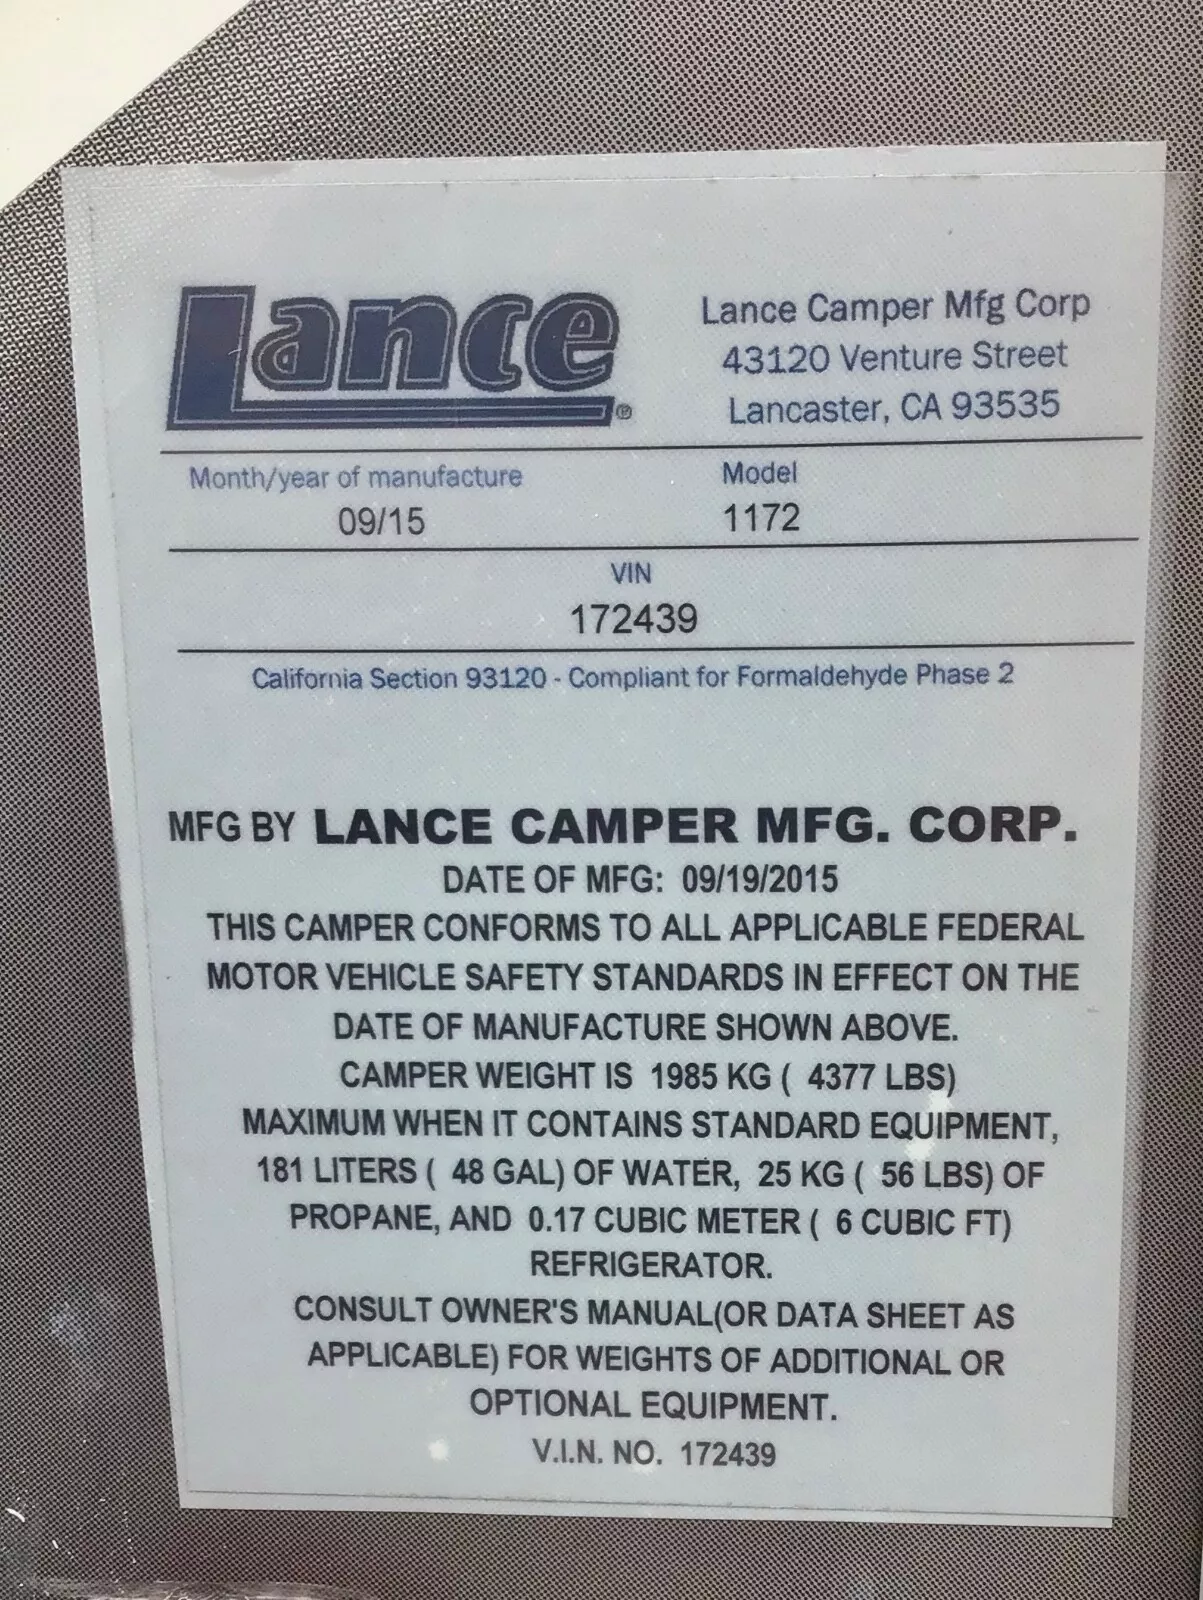 Lance®
Lance Camper Mfg Corp
43120 Venture Street
Lancaster, CA 93535
Month/year of manufacture
09/15
Model
1172
VIN
172439
California Section 93120 - Compliant for Formaldehyde Phase 2
MFG BY LANCE CAMPER MFG. CORP.
DATE OF MFG: 09/19/2015
THIS CAMPER CONFORMS TO ALL APPLICABLE FEDERAL
MOTOR VEHICLE SAFETY STANDARDS IN EFFECT ON THE
DATE OF MANUFACTURE SHOWN ABOVE.
CAMPER WEIGHT IS 1985 KG ( 4377 LBS)
MAXIMUM WHEN IT CONTAINS STANDARD EQUIPMENT,
181 LITERS ( 48 GAL) OF WATER, 25 KG ( 56 LBS) OF
PROPANE, AND 0.17 CUBIC METER ( 6 CUBIC FT)
REFRIGERATOR.
CONSULT OWNER'S MANUAL(OR DATA SHEET AS
APPLICABLE) FOR WEIGHTS OF ADDITIONAL OR
OPTIONAL EQUIPMENT.
V.I.N. NO. 172439